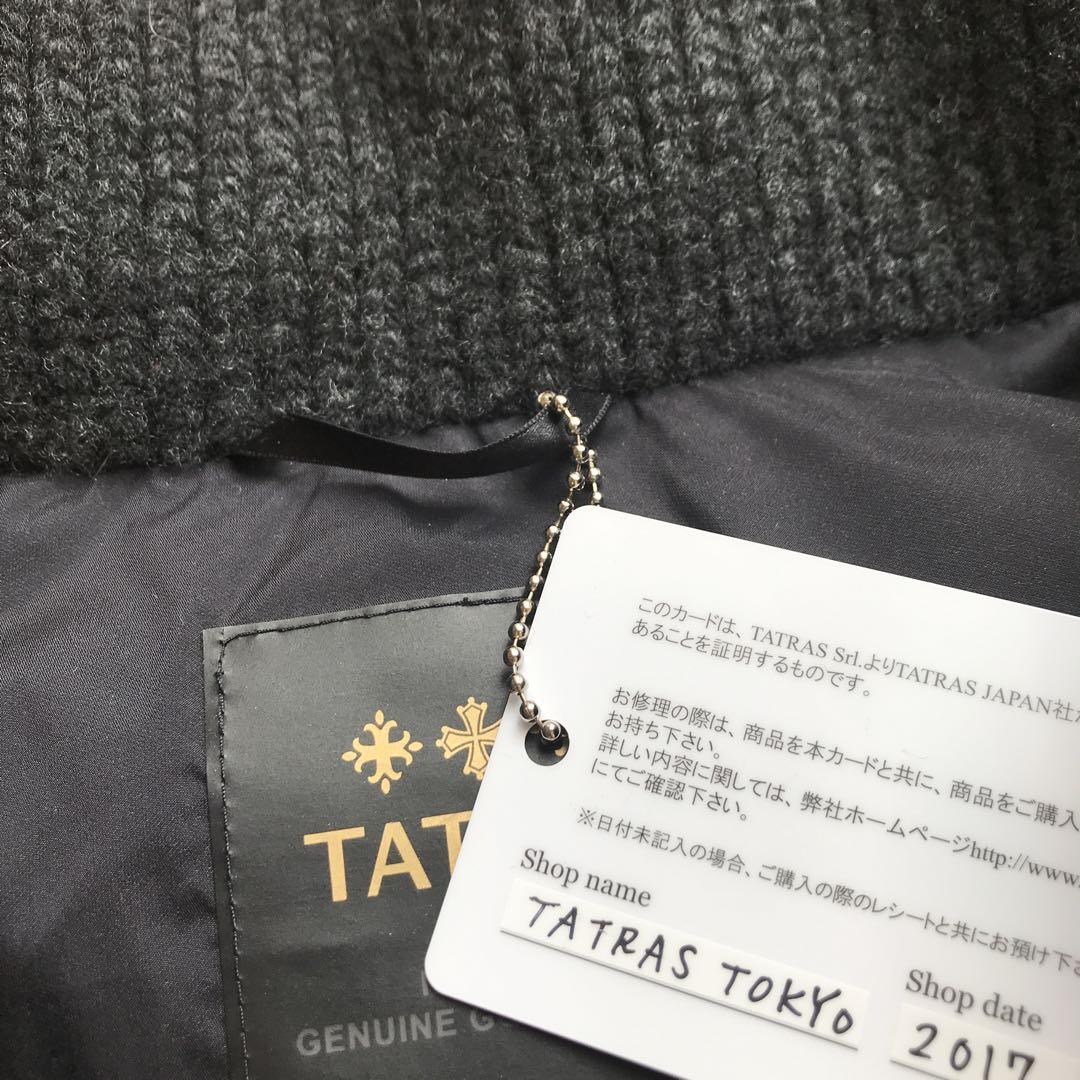 このカードは、TATRAS Srl.よりTATRAS JAPAN社が
あることを証明するものです。
お修理の際は、商品を本カードと共に、商品をご購入
お持ち下さい。
詳しい内容に関しては、弊社ホームページhttp://www.
にてご確認下さい。
※日付未記入の場合、ご購入の際のレシートと共にお預け下さ
Shop name
TATRAS TOKYO
Shop date
2017
TAT
GENUINE G